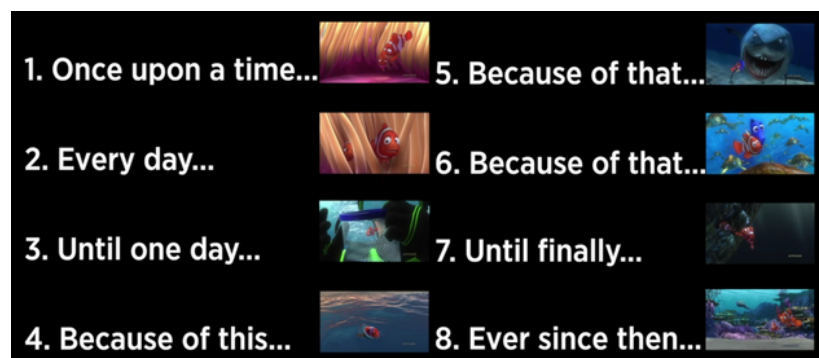 1. Once upon a time...
2. Every day...
3. Until one day...
4. Because of this...
5. Because of that...
6. Because of that...
7. Until finally...
8. Ever since then...